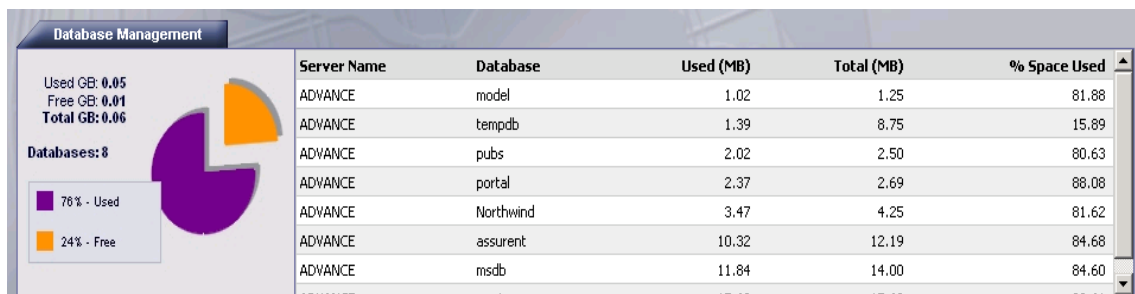 Database Management
Used GB: 0.05
Free GB: 0.01
Total GB: 0.06
Databases: 8
76% - Used
24% - Free
Server Name Database Used (MB) Total (MB) % Space Used
ADVANCE model 1.02 1.25 81.88
ADVANCE tempdb 1.39 8.75 15.89
ADVANCE pubs 2.02 2.50 80.63
ADVANCE portal 2.37 2.69 88.08
ADVANCE Northwind 3.47 4.25 81.62
ADVANCE assurent 10.32 12.19 84.68
ADVANCE msdb 11.84 14.00 84.60